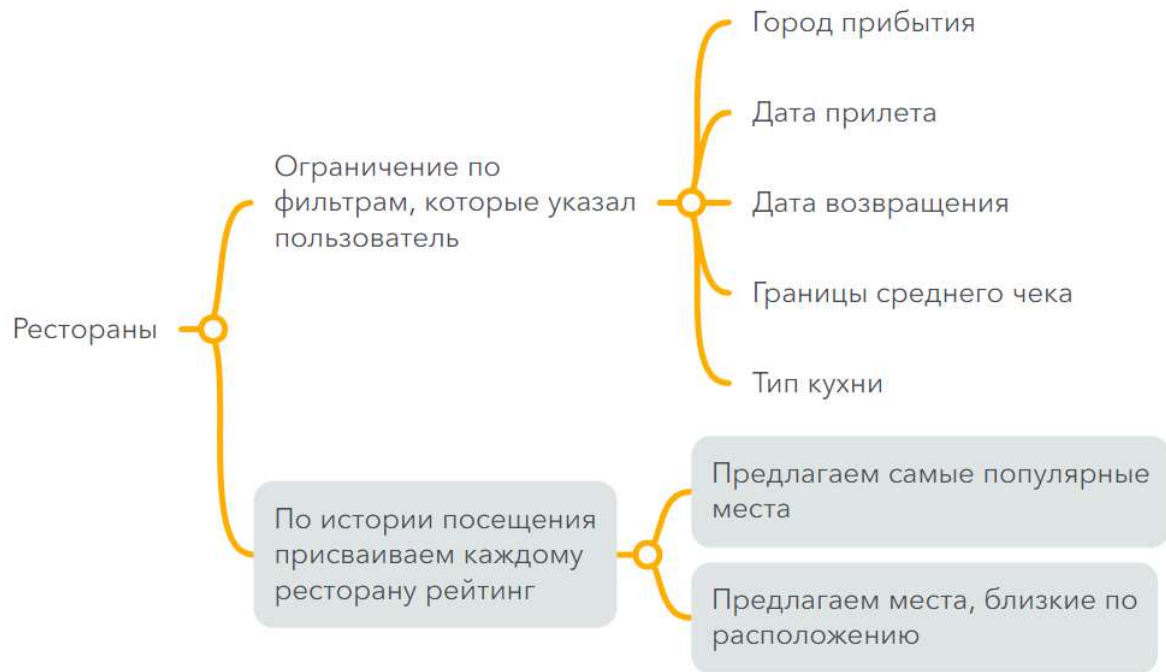 Рестораны
Ограничение по
фильтрам, которые указал
пользователь
Город прибытия
Дата прилета
Дата возвращения
Границы среднего чека
Тип кухни
По истории посещения
присваиваем каждому
ресторану рейтинг
Предлагаем самые популярные
места
Предлагаем места, близкие по
расположению